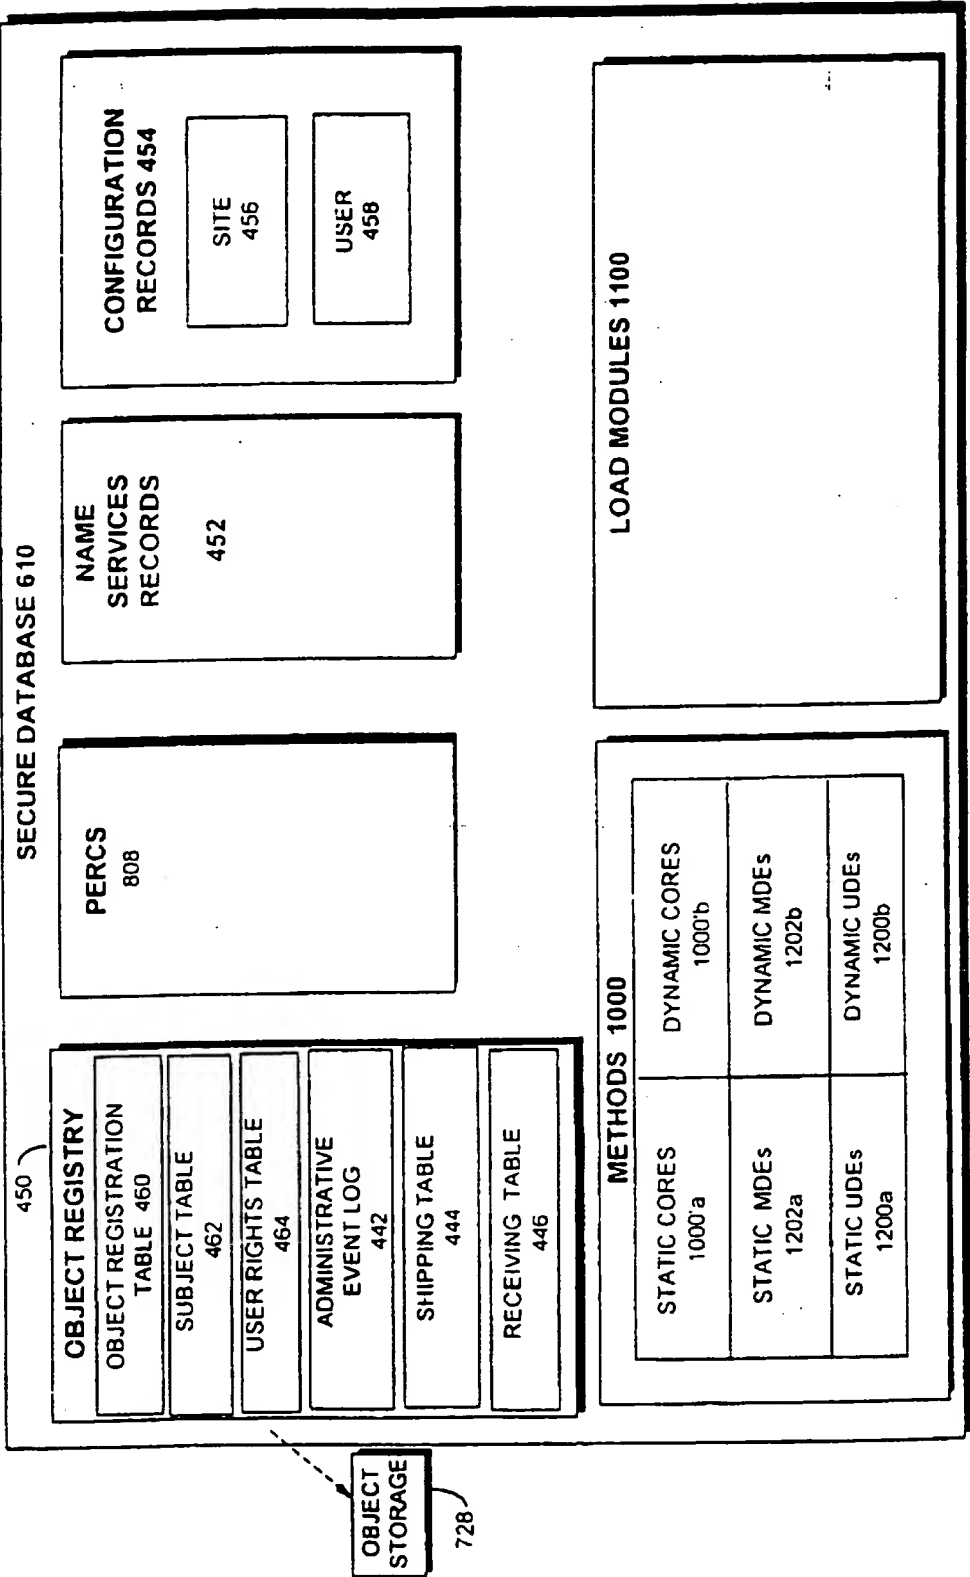 SECURE DATABASE 610
450
OBJECT REGISTRY
OBJECT REGISTRATION
TABLE 460
SUBJECT TABLE
462
USER RIGHTS TABLE
464
ADMINISTRATIVE
EVENT LOG
442
SHIPPING TABLE
444
RECEIVING TABLE
446
OBJECT
STORAGE
728
PERCS
808
NAME
SERVICES
RECORDS
452
CONFIGURATION
RECORDS 454
SITE
456
USER
458
METHODS 1000
STATIC CORES
1000'a
DYNAMIC CORES
1000'b
STATIC MDEs
1202a
DYNAMIC MDEs
1202b
STATIC UDEs
1200a
DYNAMIC UDEs
1200b
LOAD MODULES 1100